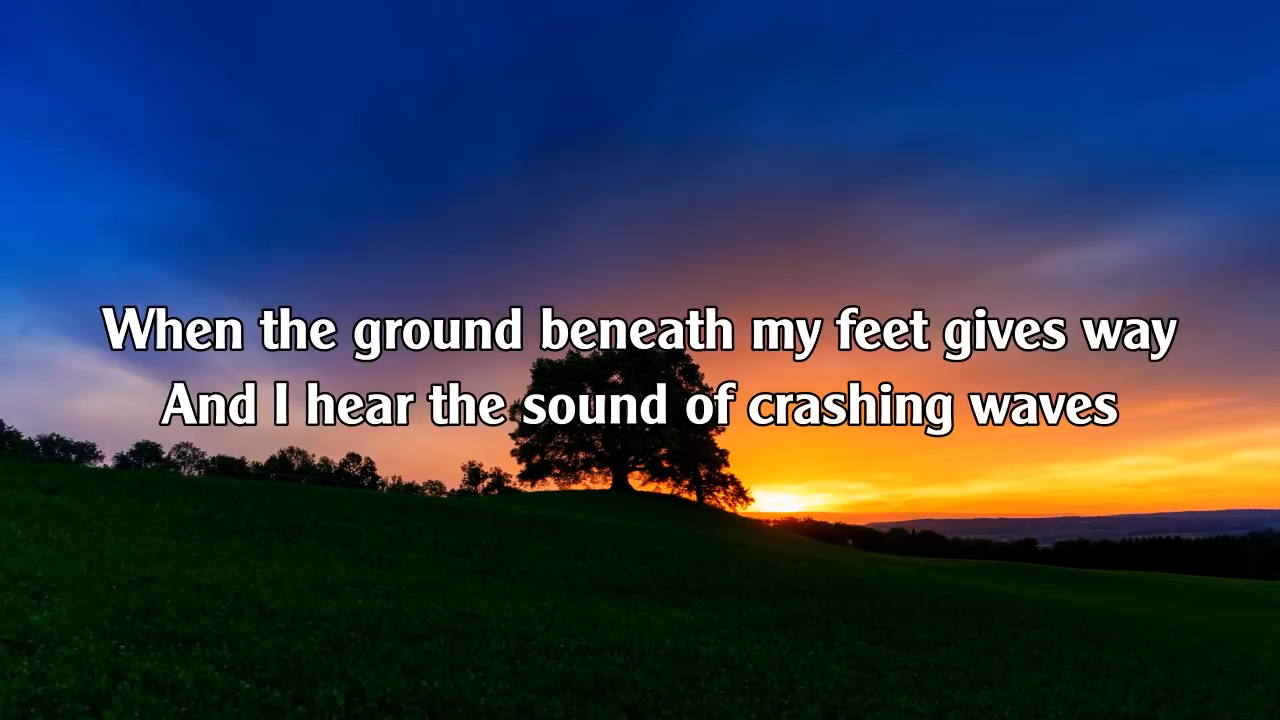 When the ground beneath my feet gives way
And I hear the sound of crashing waves